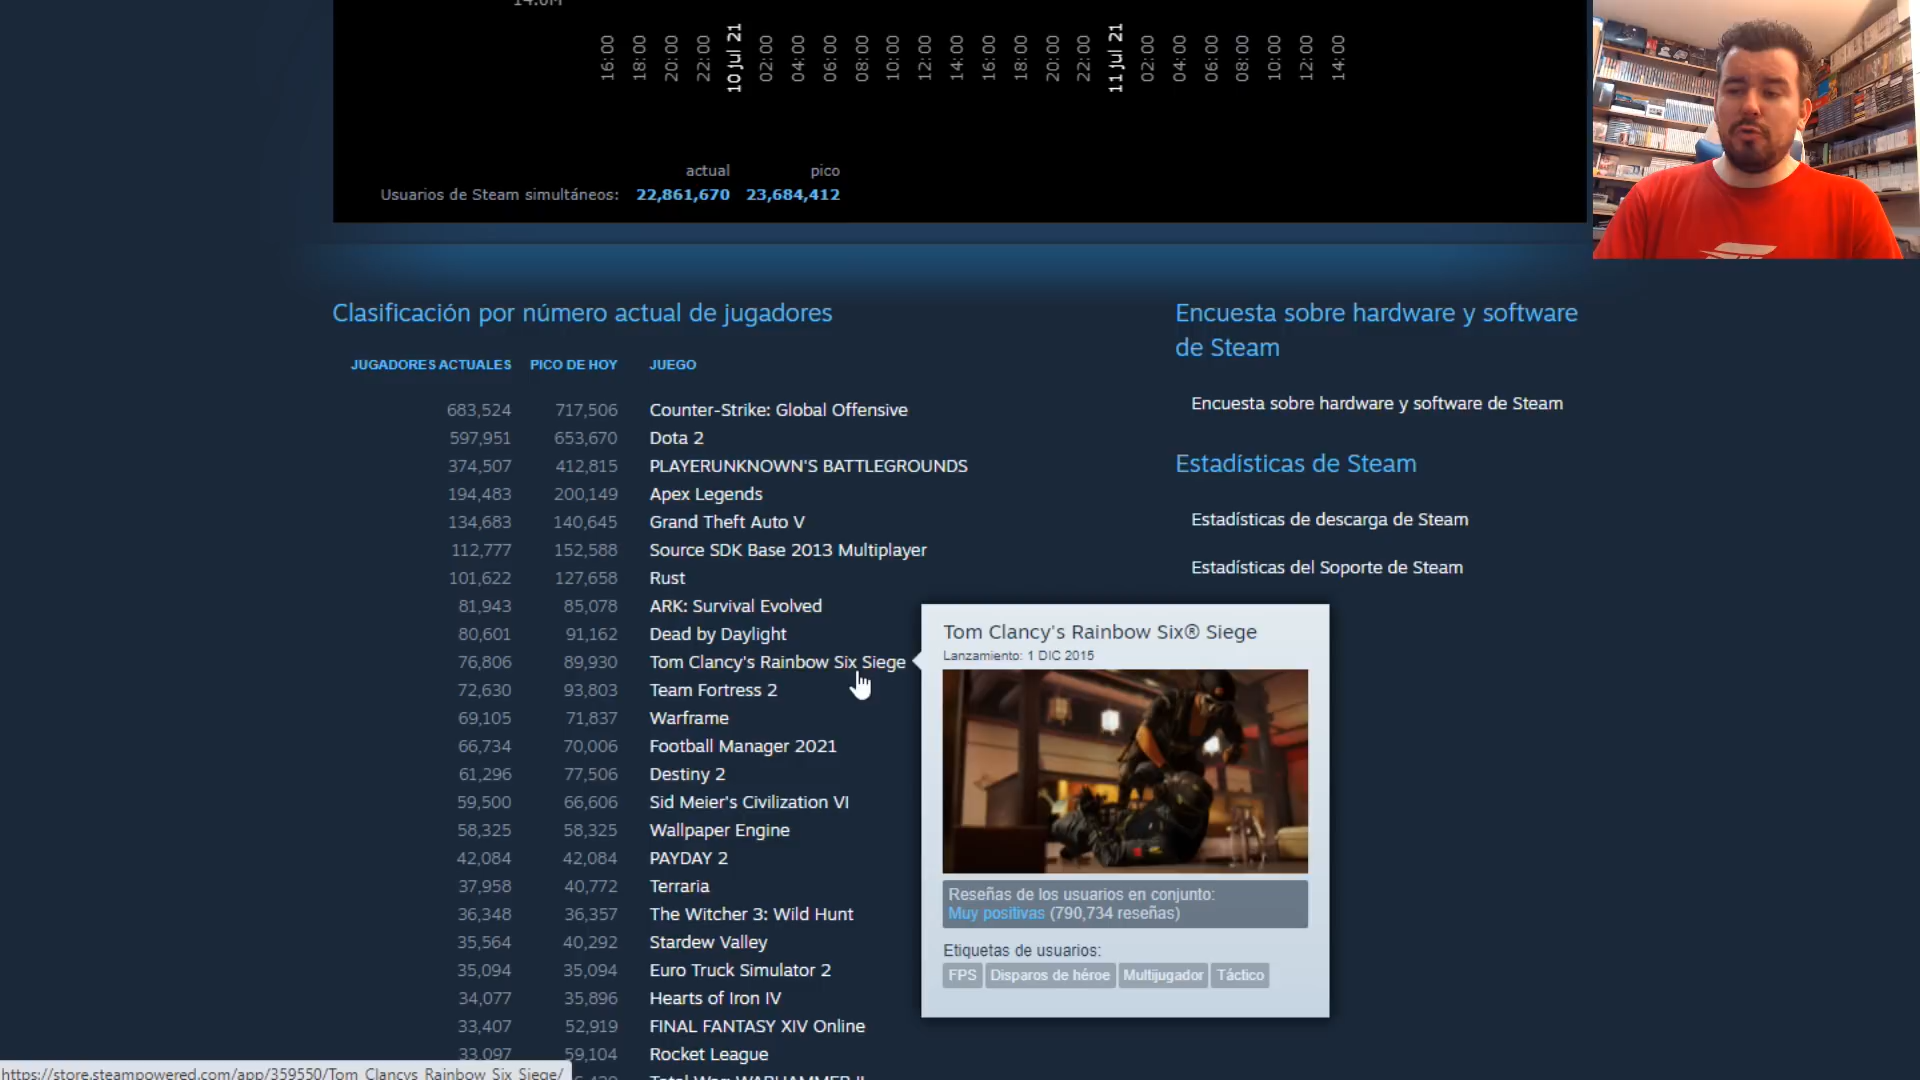 16:00 18:00 20:00 22:00 10 jul 21 02:00 04:00 06:00 08:00 10:00 12:00 14:00 16:00 18:00 20:00 22:00 11 jul 21 02:00 04:00 06:00 08:00 10:00 12:00 14:00
actual pico
Usuarios de Steam simultáneos: 22,861,670 23,684,412
Clasificación por número actual de jugadores
JUGADORES ACTUALES PICO DE HOY JUEGO
683,524 717,506 Counter-Strike: Global Offensive
597,951 653,670 Dota 2
374,507 412,815 PLAYERUNKNOWN'S BATTLEGROUNDS
194,483 200,149 Apex Legends
134,683 140,645 Grand Theft Auto V
112,777 152,588 Source SDK Base 2013 Multiplayer
101,622 127,658 Rust
81,943 85,078 ARK: Survival Evolved
80,601 91,162 Dead by Daylight
76,806 89,930 Tom Clancy's Rainbow Six Siege
72,630 93,803 Team Fortress 2
69,105 71,837 Warframe
66,734 70,006 Football Manager 2021
61,296 77,506 Destiny 2
59,500 66,606 Sid Meier's Civilization VI
58,325 58,325 Wallpaper Engine
42,084 42,084 PAYDAY 2
37,958 40,772 Terraria
36,348 36,357 The Witcher 3: Wild Hunt
35,564 40,292 Stardew Valley
35,094 35,094 Euro Truck Simulator 2
34,077 35,896 Hearts of Iron IV
33,407 52,919 FINAL FANTASY XIV Online
33,097 59,104 Rocket League
Encuesta sobre hardware y software
de Steam
Encuesta sobre hardware y software de Steam
Estadísticas de Steam
Estadísticas de descarga de Steam
Estadísticas del Soporte de Steam
Tom Clancy's Rainbow Six® Siege
Lanzamiento: 1 DIC 2015
Reseñas de los usuarios en conjunto:
Muy positivas (790,734 reseñas)
Etiquetas de usuarios:
FPS Disparos de héroe Multijugador Táctico
https://store.steampowered.com/app/359550/Tom_Clancys_Rainbow_Six_Siege/